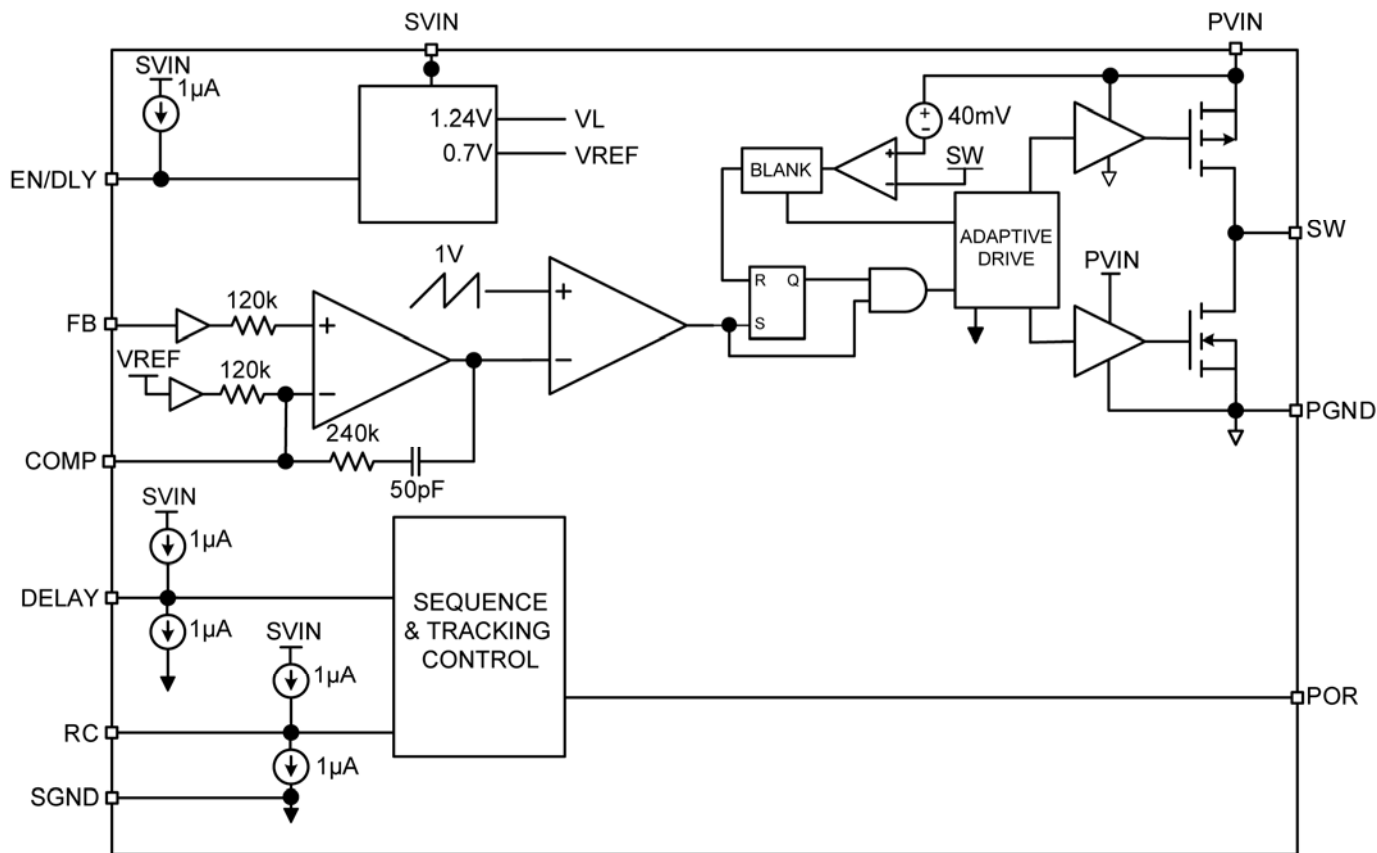 SVIN
PVIN
SVIN
1µA
1.24V
VL
0.7V
VREF
EN/DLY
+
-
40mV
SW
BLANK
+
−
ADAPTIVE
DRIVE
SW
PVIN
1V
R
Q
S
+
−
FB
120k
+
VREF
120k
−
240k
50pF
COMP
PGND
SVIN
1µA
DELAY
1µA
SVIN
1µA
SEQUENCE
& TRACKING
CONTROL
POR
RC
1µA
SGND